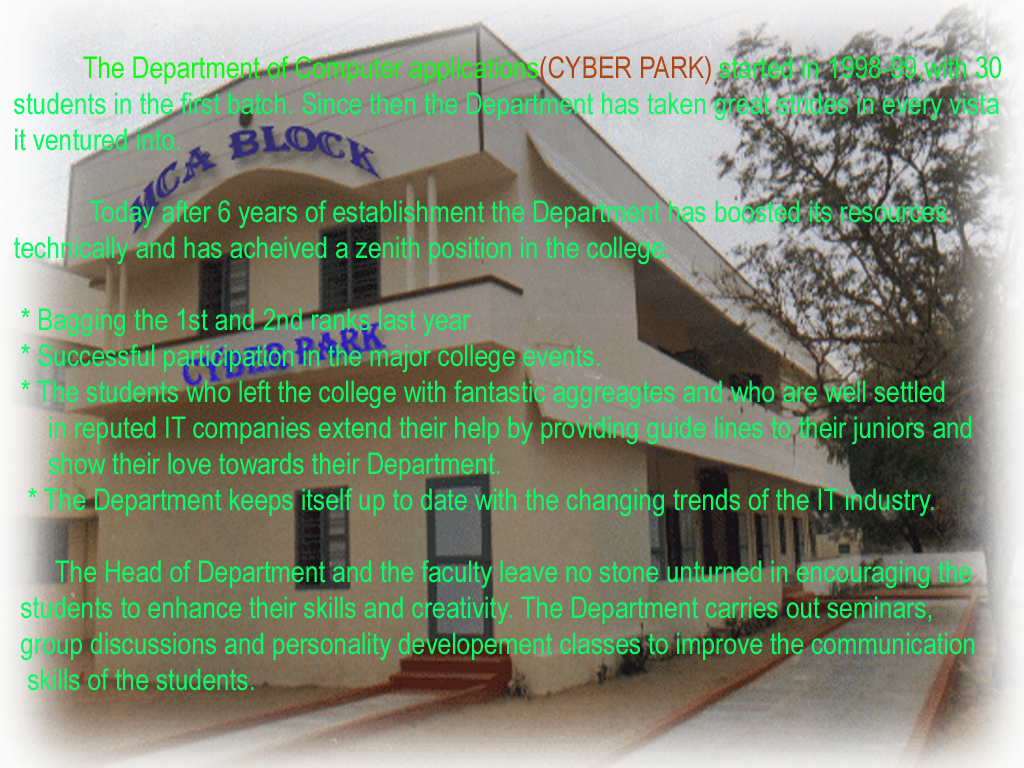 The Department of Computer applications(CYBER PARK) started in 1998-99 with 30
students in the first batch. Since then the Department has taken great strides in every vista
it ventured into.
MCA BLOCK
Today after 6 years of establishment the Department has boosted its resources
technically and has acheived a zenith position in the college.
* Bagging the 1st and 2nd ranks last year
CYBER PARK
* Successful participation in the major college events.
* The students who left the college with fantastic aggreagtes and who are well settled
in reputed IT companies extend their help by providing guide lines to their juniors and
show their love towards their Department.
* The Department keeps itself up to date with the changing trends of the IT industry.
The Head of Department and the faculty leave no stone unturned in encouraging the
students to enhance their skills and creativity. The Department carries out seminars,
group discussions and personality developement classes to improve the communication
skills of the students.